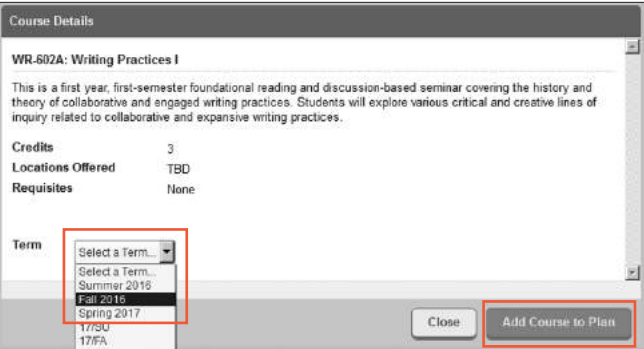 Course Details
WR-602A: Writing Practices I
This is a first year, first-semester foundational reading and discussion-based seminar covering the history and
theory of collaborative and engaged writing practices. Students will explore various critical and creative lines of
inquiry related to collaborative and expansive writing practices.
Credits 3
Locations Offered TBD
Requisites None
Term Select a Term...
Select a Term...
Summer 2016
Fall 2016
Spring 2017
17/SU
17/FA
Close Add Course to Plan